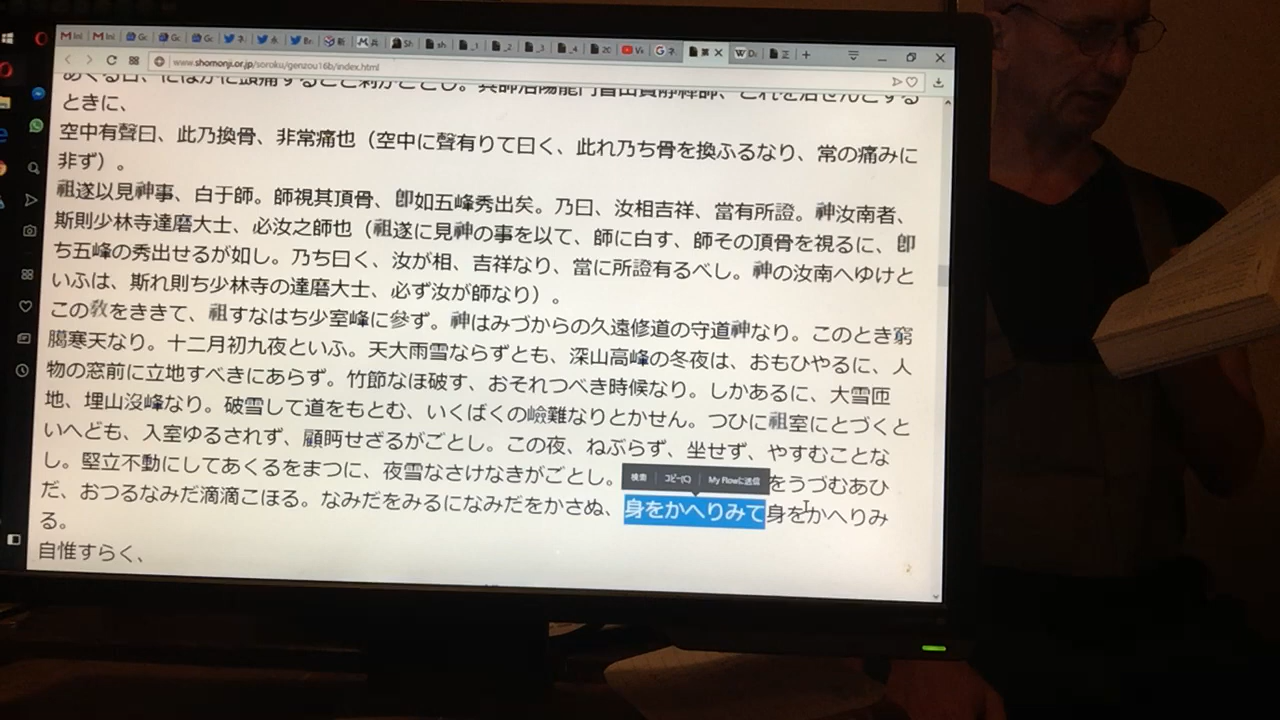 www.shomonji.or.jp/soroku/genzou16b/index.html
ときに、
空中有聲曰、此乃換骨、非常痛也（空中に聲有りて曰く、此れ乃ち骨を換ふるなり、常の痛みに
非ず）。
祖遂以見神事、白于師。師視其頂骨、卽如五峰秀出矣。乃曰、汝相吉祥、當有所證。神汝南者、
斯則少林寺達磨大士、必汝之師也（祖遂に見神の事を以て、師に白す、師その頂骨を視るに、卽
ち五峰の秀出せるが如し。乃ち曰く、汝が相、吉祥なり、當に所證有るべし。神の汝南へゆけと
いふは、斯れ則ち少林寺の達磨大士、必ず汝が師なり）。
この敎をききて、祖すなはち少室峰に參ず。神はみづからの久遠修道の守道神なり。このとき窮
臈寒天なり。十二月初九夜といふ。天大雨雪ならずとも、深山高峰の冬夜は、おもひやるに、人
物の窓前に立地すべきにあらず。竹節なほ破す、おそれつべき時候なり。しかあるに、大雪匝
地、埋山沒峰なり。破雪して道をもとむ、いくばくの嶮難なりとかせん。つひに祖室にとづくと
いへども、入室ゆるされず、顧眄せざるがごとし。この夜、ねぶらず、坐せず、やすむことな
し。堅立不動にしてあくるをまつに、夜雪なさけなきがごとし。
検索 コピー(C) My Flowに送信
をうづむあひ
だ、おつるなみだ滴滴こほる。なみだをみるになみだをかさぬ、身をかへりみて身をかへりみ
る。
自惟すらく、